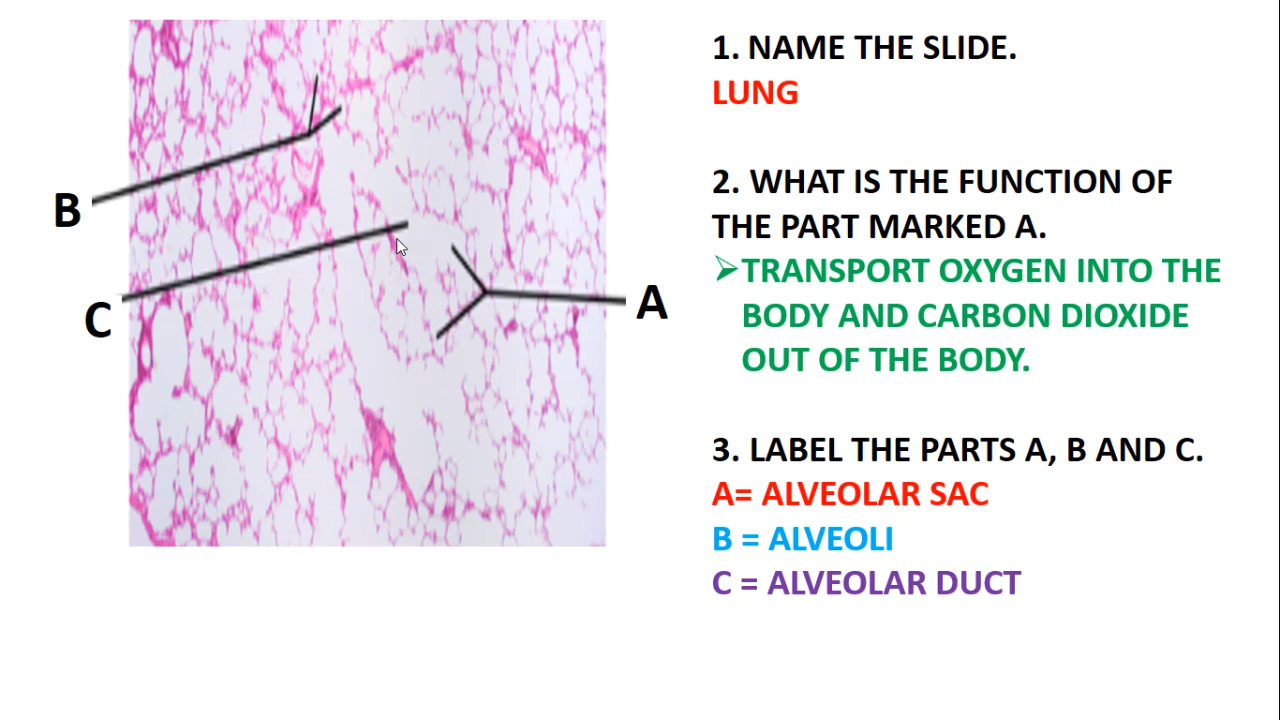 1. NAME THE SLIDE.
LUNG
2. WHAT IS THE FUNCTION OF
THE PART MARKED A.
➢TRANSPORT OXYGEN INTO THE
BODY AND CARBON DIOXIDE
OUT OF THE BODY.
3. LABEL THE PARTS A, B AND C.
A= ALVEOLAR SAC
B = ALVEOLI
C = ALVEOLAR DUCT
B
C
A